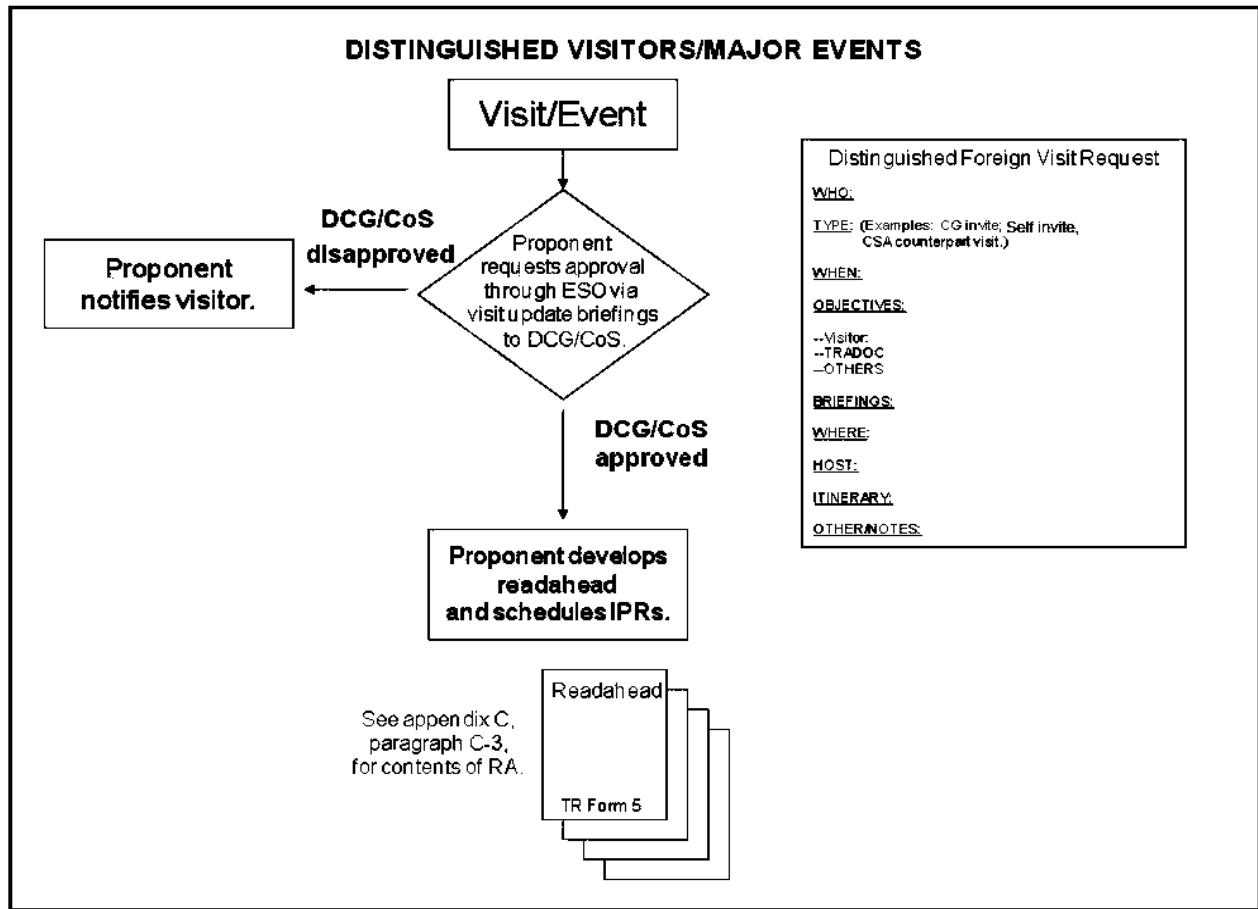 DISTINGUISHED VISITORS/MAJOR EVENTS
Visit/Event
DCG/CoS
disapproved
Proponent
notifies visitor.
Proponent
requests approval
through ESO via
visit update briefings
to DCG/CoS.
DCG/CoS
approved
Proponent develops
readahead
and schedules IPRs.
See appendix C,
paragraph C-3,
for contents of RA.
Readahead
TR Form 5
Distinguished Foreign Visit Request
WHO:
TYPE: (Examples: CG invite; Self invite,
CSA counterpart visit.)
WHEN:
OBJECTIVES:
--Visitor:
--TRADOC
--OTHERS
BRIEFINGS:
WHERE:
HOST:
ITINERARY:
OTHER/NOTES: